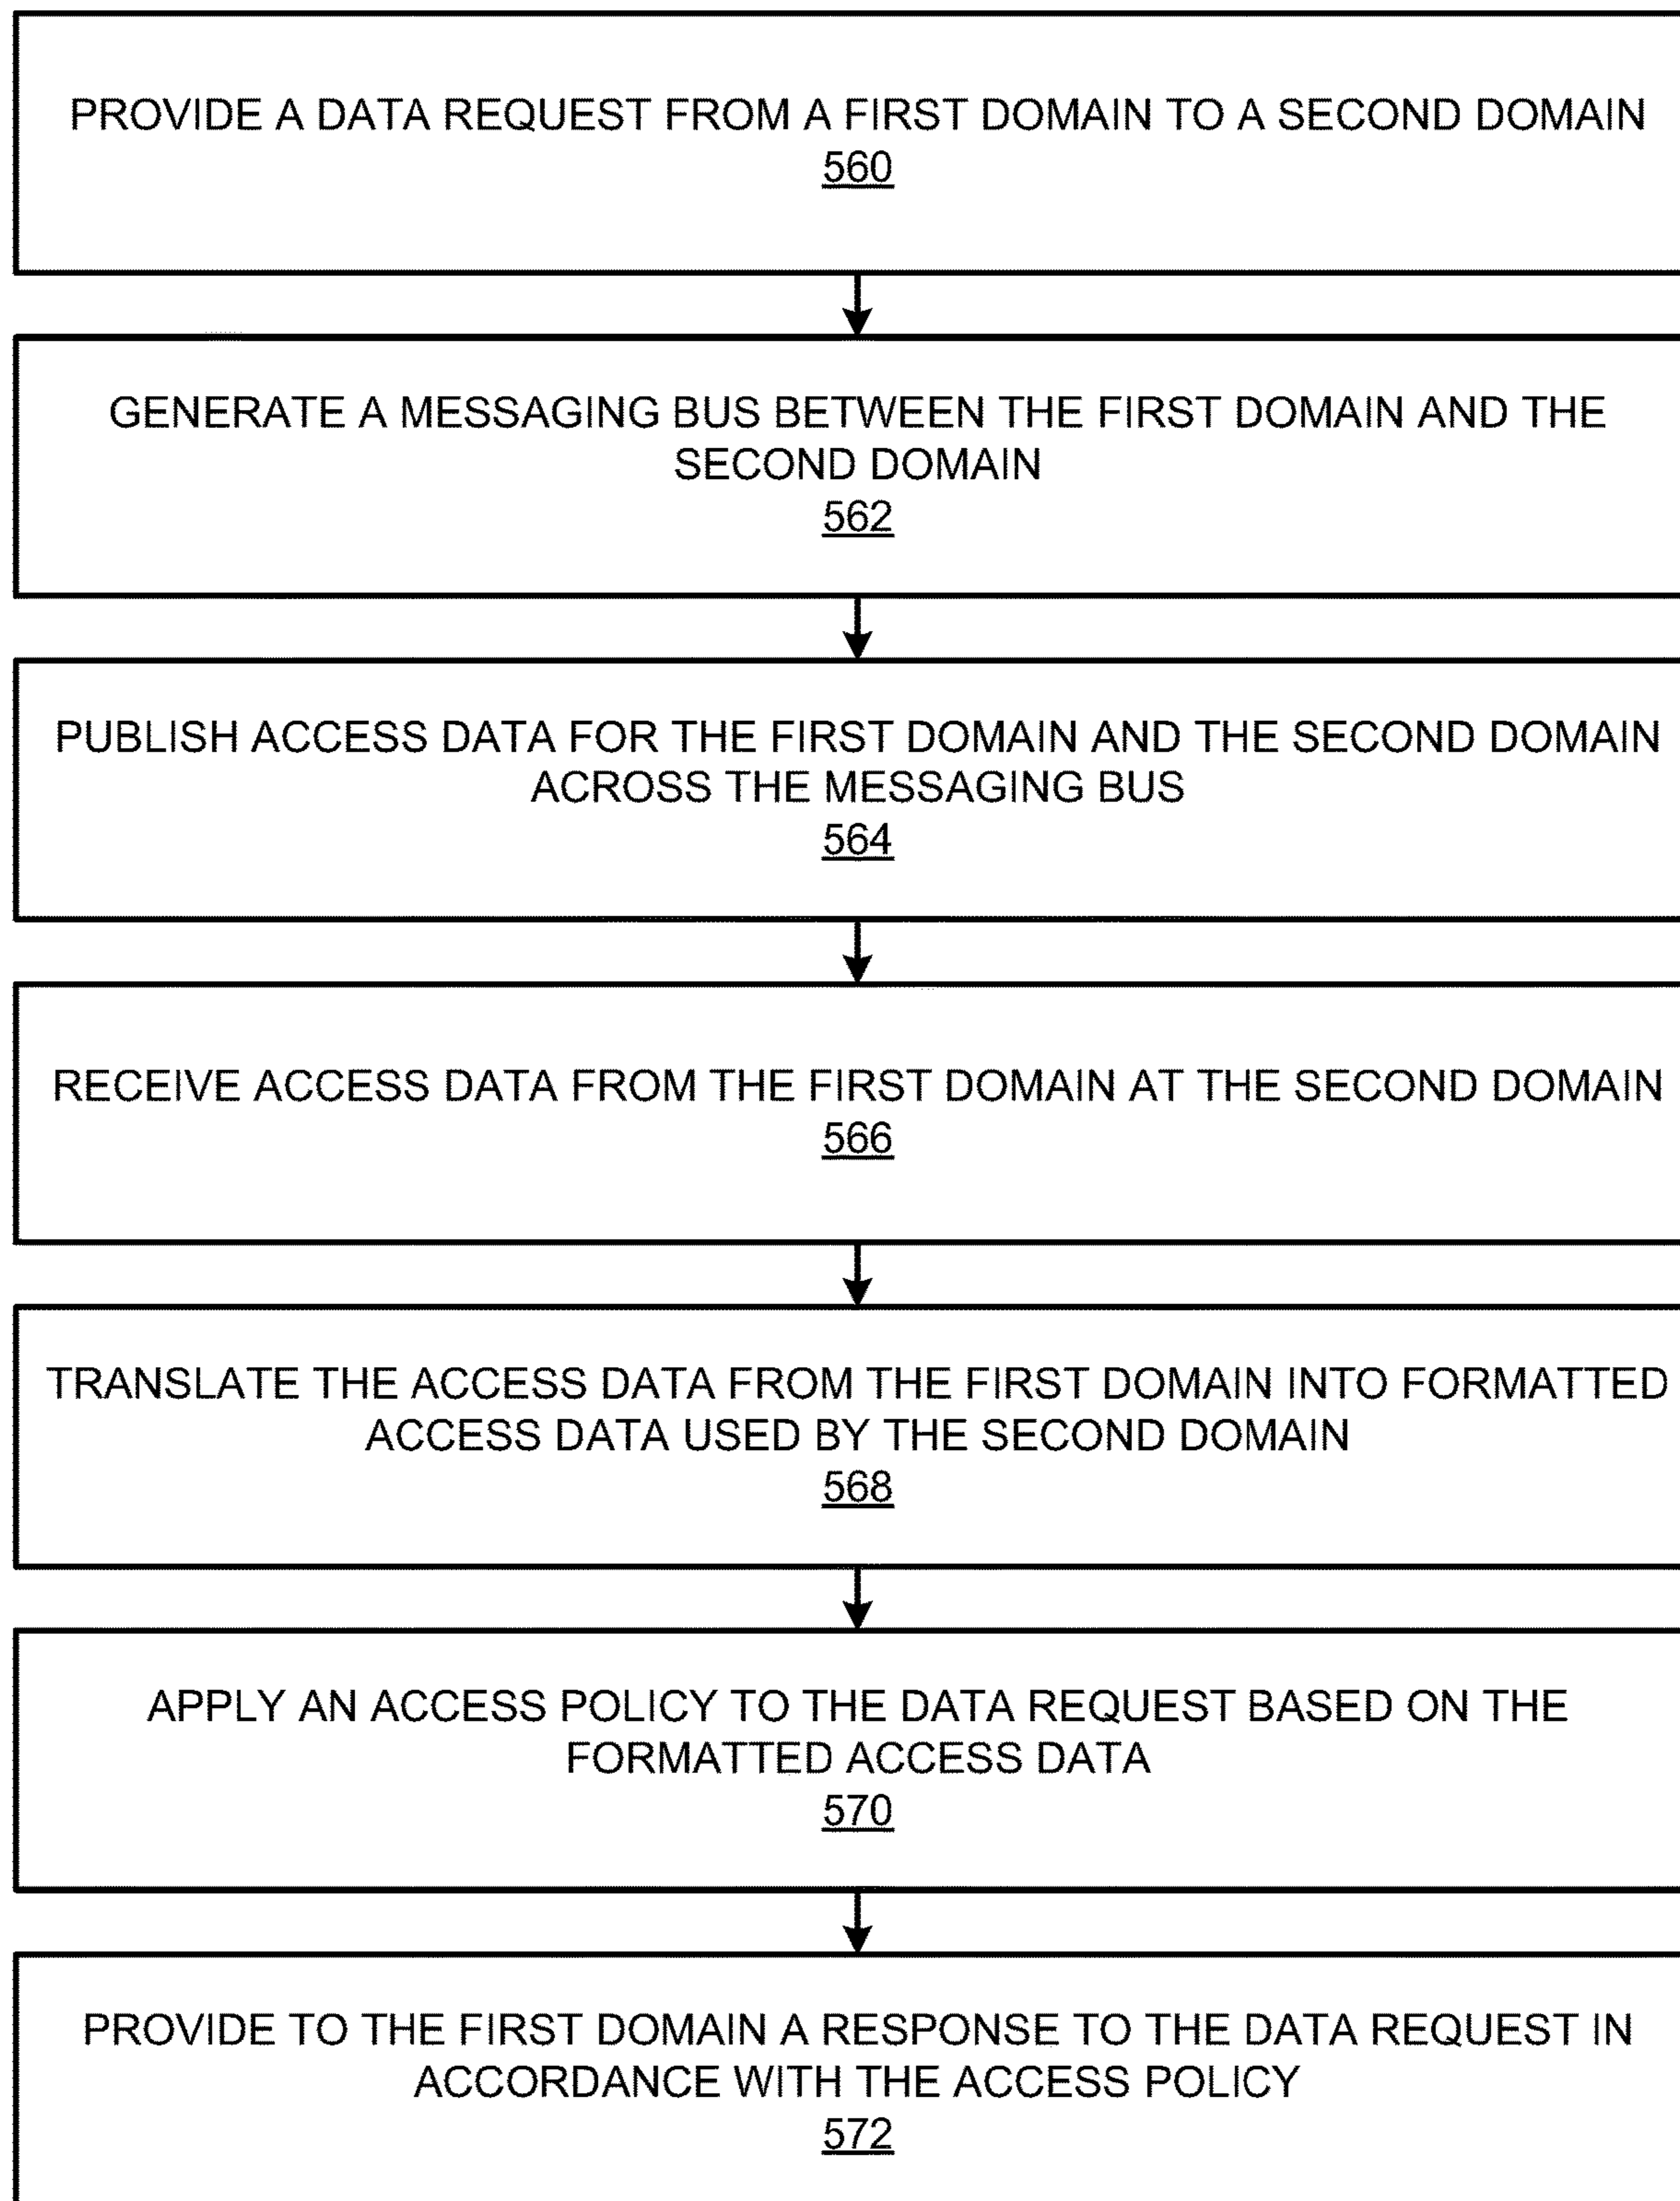 PROVIDE A DATA REQUEST FROM A FIRST DOMAIN TO A SECOND DOMAIN
560
GENERATE A MESSAGING BUS BETWEEN THE FIRST DOMAIN AND THE
SECOND DOMAIN
562
PUBLISH ACCESS DATA FOR THE FIRST DOMAIN AND THE SECOND DOMAIN
ACROSS THE MESSAGING BUS
564
RECEIVE ACCESS DATA FROM THE FIRST DOMAIN AT THE SECOND DOMAIN
566
TRANSLATE THE ACCESS DATA FROM THE FIRST DOMAIN INTO FORMATTED
ACCESS DATA USED BY THE SECOND DOMAIN
568
APPLY AN ACCESS POLICY TO THE DATA REQUEST BASED ON THE
FORMATTED ACCESS DATA
570
PROVIDE TO THE FIRST DOMAIN A RESPONSE TO THE DATA REQUEST IN
ACCORDANCE WITH THE ACCESS POLICY
572